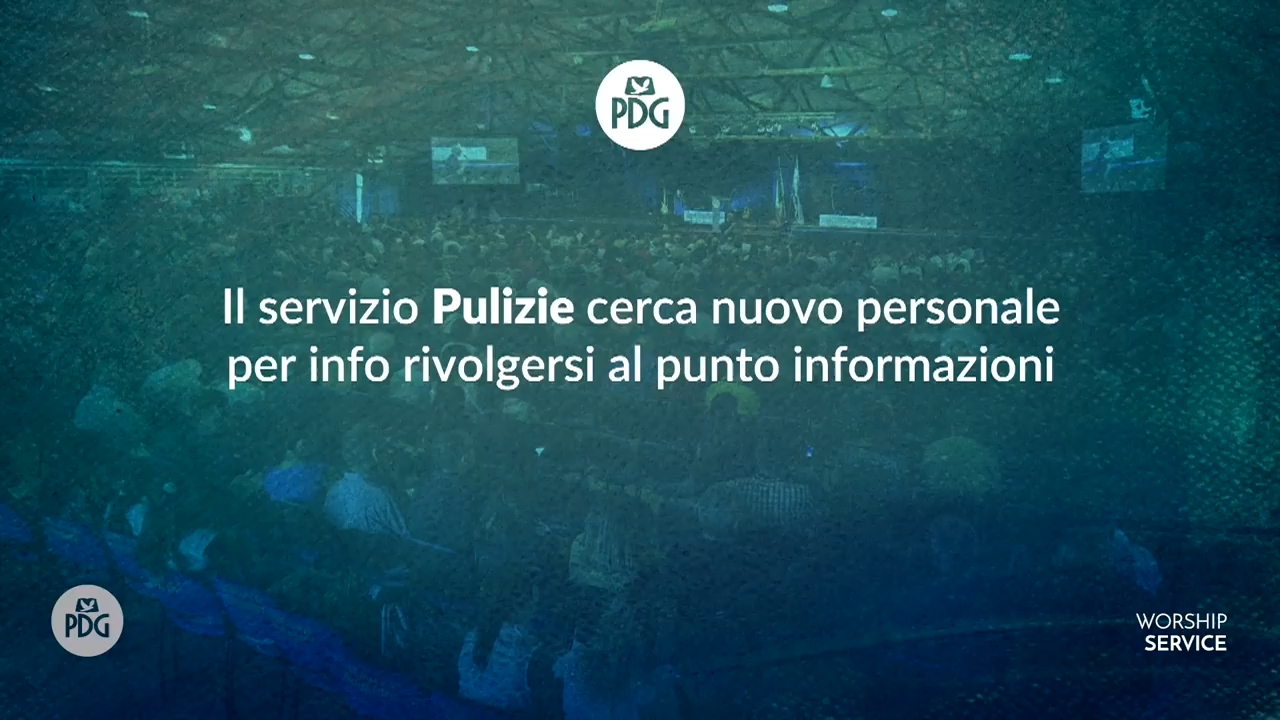 PDG
Il servizio Pulizie cerca nuovo personale
per info rivolgersi al punto informazioni
PDG
WORSHIP
SERVICE